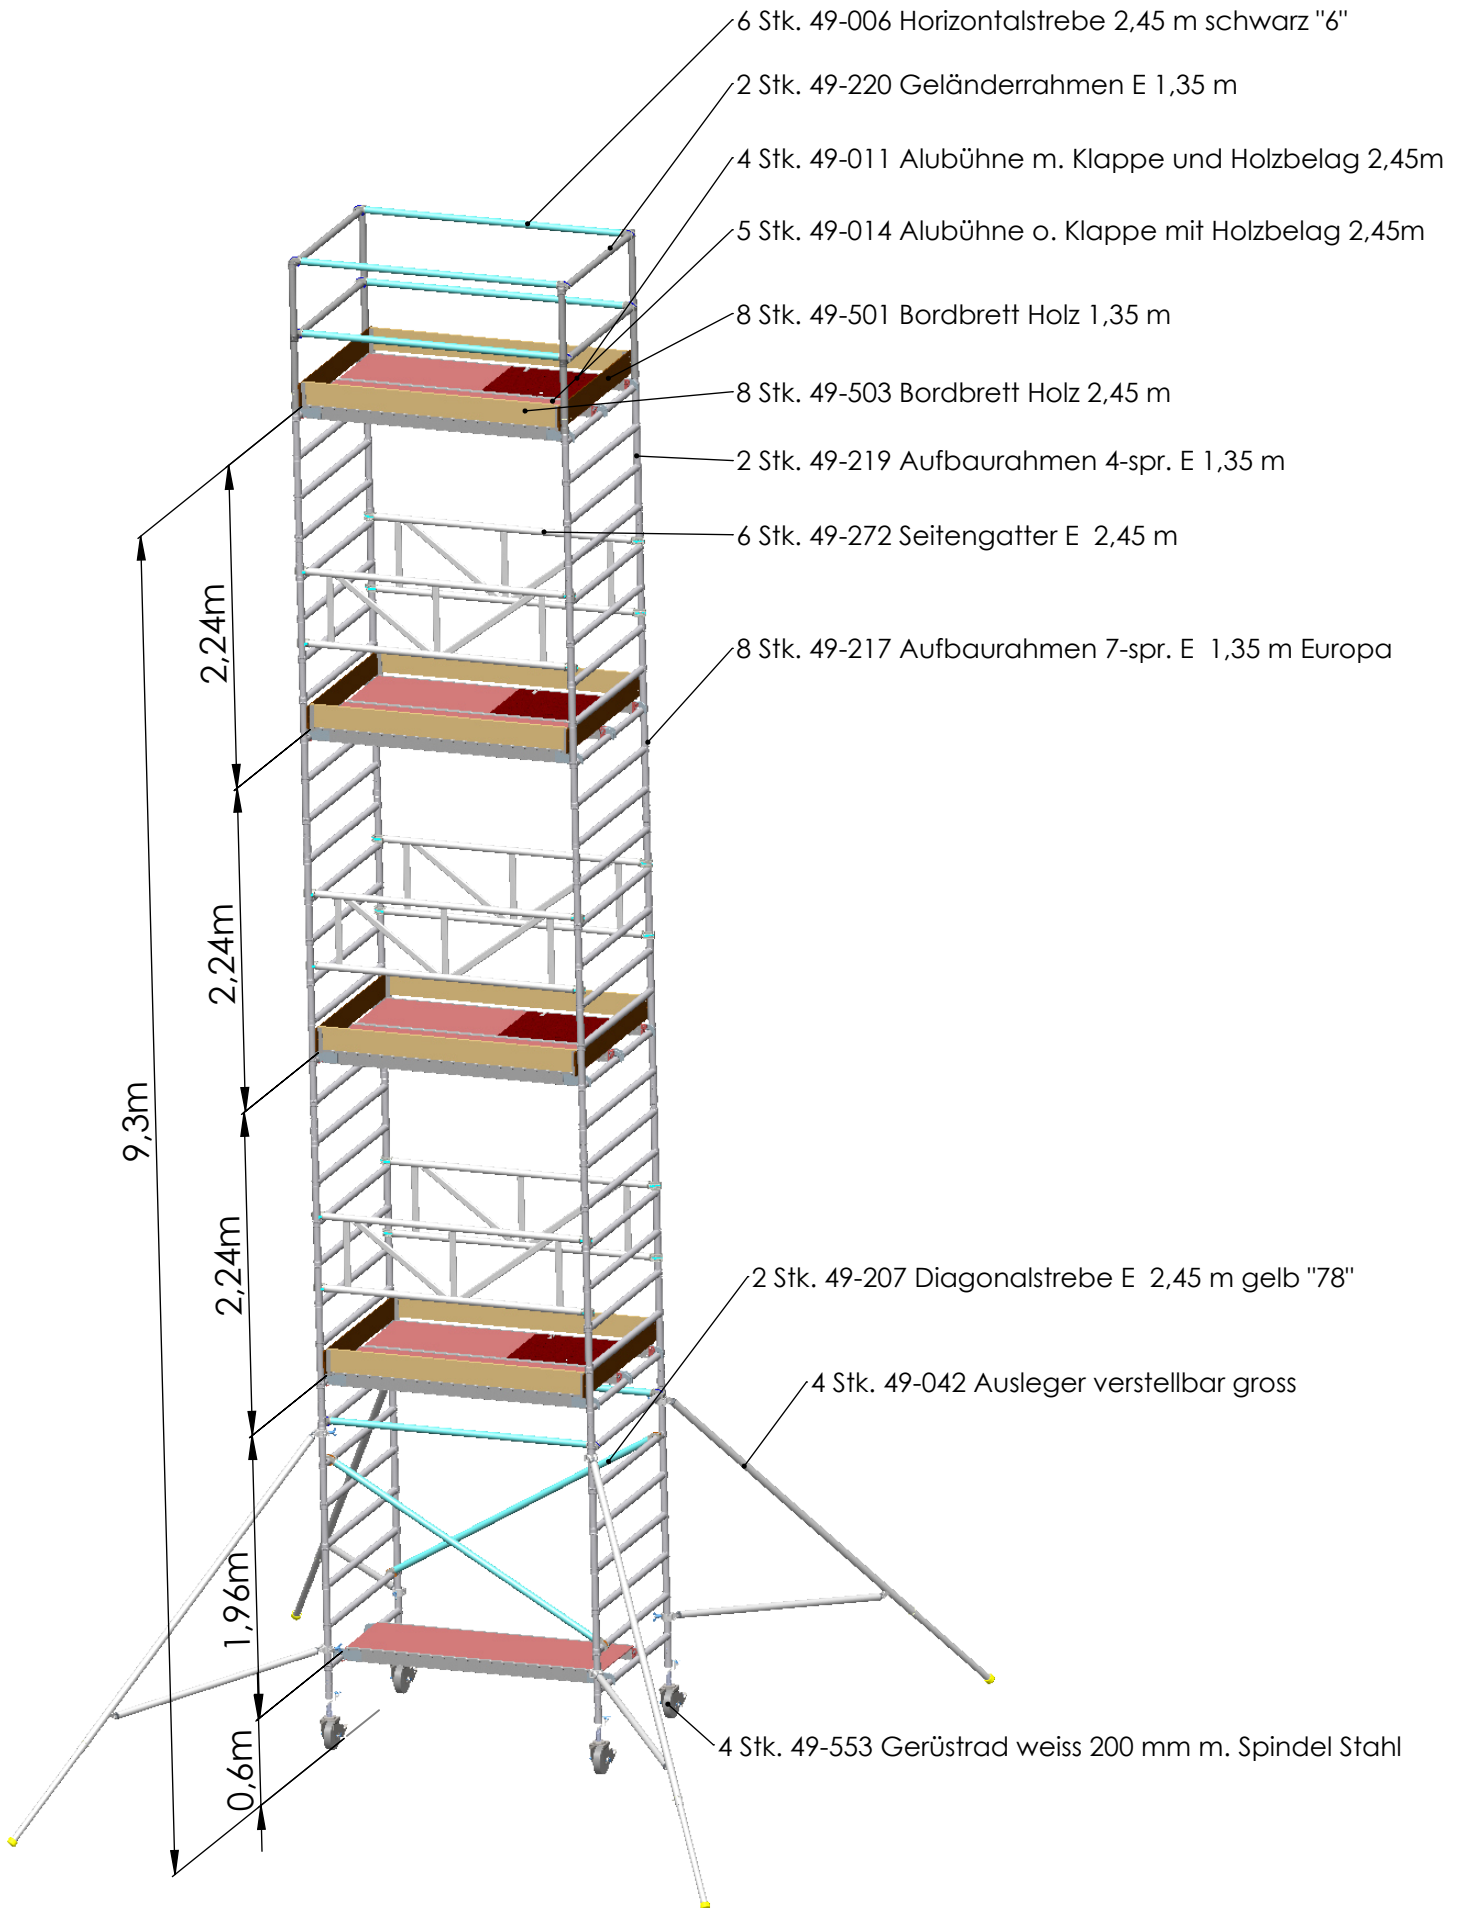 6 Stk. 49-006 Horizontalstrebe 2,45 m schwarz "6"
2 Stk. 49-220 Geländerrahmen E 1,35 m
4 Stk. 49-011 Alubühne m. Klappe und Holzbelag 2,45m
5 Stk. 49-014 Alubühne o. Klappe mit Holzbelag 2,45m
8 Stk. 49-501 Bordbrett Holz 1,35 m
8 Stk. 49-503 Bordbrett Holz 2,45 m
2 Stk. 49-219 Aufbaurahmen 4-spr. E 1,35 m
6 Stk. 49-272 Seitengatter E  2,45 m
8 Stk. 49-217 Aufbaurahmen 7-spr. E  1,35 m Europa
2 Stk. 49-207 Diagonalstrebe E  2,45 m gelb "78"
4 Stk. 49-042 Ausleger verstellbar gross
4 Stk. 49-553 Gerüstrad weiss 200 mm m. Spindel Stahl
2,24m
2,24m
9,3m
2,24m
1,96m
0,6m